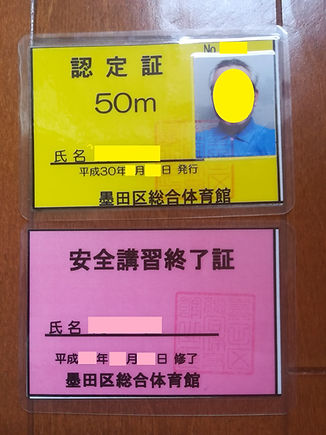 No
認定証
50m
氏名
平成30年 月 日 発行
墨田区総合体育館
安全講習終了証
氏名
平成 年 月 日 修了
墨田区総合体育館